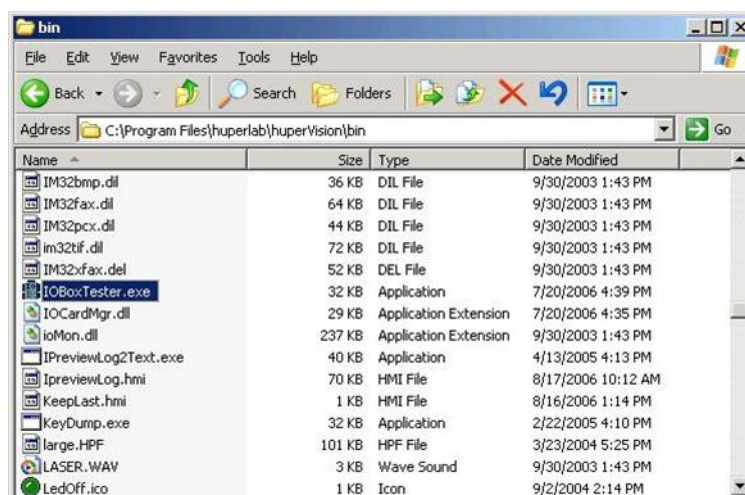 bin
File Edit View Favorites Tools Help
Back Search Folders
Address C:\Program Files\huperlab\huperVision\bin Go
Name Size Type Date Modified
IM32bmp.dil 36 KB DIL File 9/30/2003 1:43 PM
IM32fax.dil 64 KB DIL File 9/30/2003 1:43 PM
IM32pcx.dil 44 KB DIL File 9/30/2003 1:43 PM
im32tif.dil 72 KB DIL File 9/30/2003 1:43 PM
IM32xfax.del 52 KB DEL File 9/30/2003 1:43 PM
IOBoxTester.exe 32 KB Application 7/20/2006 4:39 PM
IOCardMgr.dll 29 KB Application Extension 7/20/2006 4:35 PM
ioMon.dll 237 KB Application Extension 9/30/2003 1:43 PM
IPreviewLog2Text.exe 40 KB Application 4/13/2005 4:13 PM
IpreviewLog.hmi 70 KB HMI File 8/17/2006 10:12 AM
KeepLast.hmi 1 KB HMI File 8/16/2006 1:14 PM
KeyDump.exe 32 KB Application 2/22/2005 4:10 PM
large.HPF 101 KB HPF File 3/23/2004 5:25 PM
LASER.WAV 3 KB Wave Sound 9/30/2003 1:43 PM
LedOff.ico 1 KB Icon 9/2/2004 2:14 PM